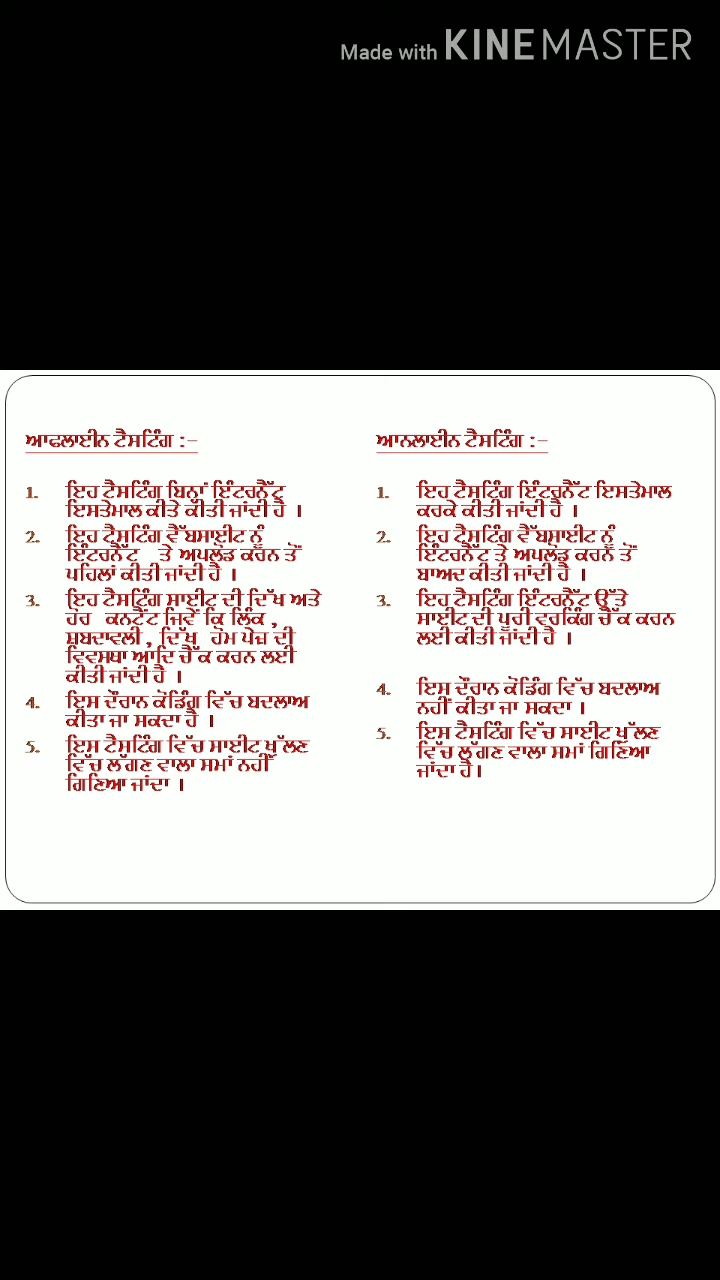 Made with KINEMASTER
ਆਫਲਾਈਨ ਟੈਸਟਿੰਗ :–
1. ਇਹ ਟੈਸਟਿੰਗ ਬਿਨਾਂ ਇੰਟਰਨੈੱਟ
ਇਸਤੇਮਾਲ ਕੀਤੇ ਕੀਤੀ ਜਾਂਦੀ ਹੈ ।
2. ਇਹ ਟੈਸਟਿੰਗ ਵੈੱਬਸਾਈਟ ਨੂੰ
ਇੰਟਰਨੈੱਟ ਤੇ ਅਪਲੋਡ ਕਰਨ ਤੋਂ
ਪਹਿਲਾਂ ਕੀਤੀ ਜਾਂਦੀ ਹੈ ।
3. ਇਹ ਟੈਸਟਿੰਗ ਸਾਈਟ ਦੀ ਦਿੱਖ ਅਤੇ
ਹੋਰ ਕਨਟੈਂਟ ਜਿਵੇਂ ਕਿ ਲਿੰਕ ,
ਸ਼ਬਦਾਵਲੀ , ਦਿੱਖ ਹੋਮ ਪੇਜ਼ ਦੀ
ਵਿਵਸਥਾ ਆਦਿ ਚੈੱਕ ਕਰਨ ਲਈ
ਕੀਤੀ ਜਾਂਦੀ ਹੈ ।
4. ਇਸ ਦੌਰਾਨ ਕੋਡਿੰਗ ਵਿੱਚ ਬਦਲਾਅ
ਕੀਤਾ ਜਾ ਸਕਦਾ ਹੈ ।
5. ਇਸ ਟੈਸਟਿੰਗ ਵਿੱਚ ਸਾਈਟ ਖੁੱਲਣ
ਵਿੱਚ ਲੱਗਣ ਵਾਲਾ ਸਮਾਂ ਨਹੀਂ
ਗਿਣਿਆ ਜਾਂਦਾ ।
ਆਨਲਾਈਨ ਟੈਸਟਿੰਗ :–
1. ਇਹ ਟੈਸਟਿੰਗ ਇੰਟਰਨੈੱਟ ਇਸਤੇਮਾਲ
ਕਰਕੇ ਕੀਤੀ ਜਾਂਦੀ ਹੈ ।
2. ਇਹ ਟੈਸਟਿੰਗ ਵੈੱਬਸਾਈਟ ਨੂੰ
ਇੰਟਰਨੈੱਟ ਤੇ ਅਪਲੋਡ ਕਰਨ ਤੋਂ
ਬਾਅਦ ਕੀਤੀ ਜਾਂਦੀ ਹੈ ।
3. ਇਹ ਟੈਸਟਿੰਗ ਇੰਟਰਨੈੱਟ ਉੱਤੇ
ਸਾਈਟ ਦੀ ਪੂਰੀ ਵਰਕਿੰਗ ਚੈੱਕ ਕਰਨ
ਲਈ ਕੀਤੀ ਜਾਂਦੀ ਹੈ ।
4. ਇਸ ਦੌਰਾਨ ਕੋਡਿੰਗ ਵਿੱਚ ਬਦਲਾਅ
ਨਹੀਂ ਕੀਤਾ ਜਾ ਸਕਦਾ ।
5. ਇਸ ਟੈਸਟਿੰਗ ਵਿੱਚ ਸਾਈਟ ਖੁੱਲਣ
ਵਿੱਚ ਲੱਗਣ ਵਾਲਾ ਸਮਾਂ ਗਿਣਿਆ
ਜਾਂਦਾ ਹੈ।